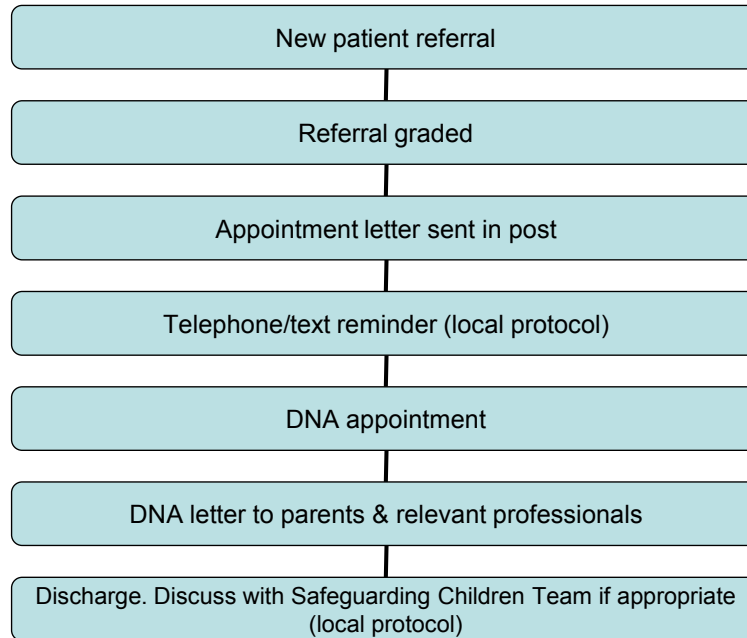 New patient referral
Referral graded
Appointment letter sent in post
Telephone/text reminder (local protocol)
DNA appointment
DNA letter to parents & relevant professionals
Discharge. Discuss with Safeguarding Children Team if appropriate
(local protocol)